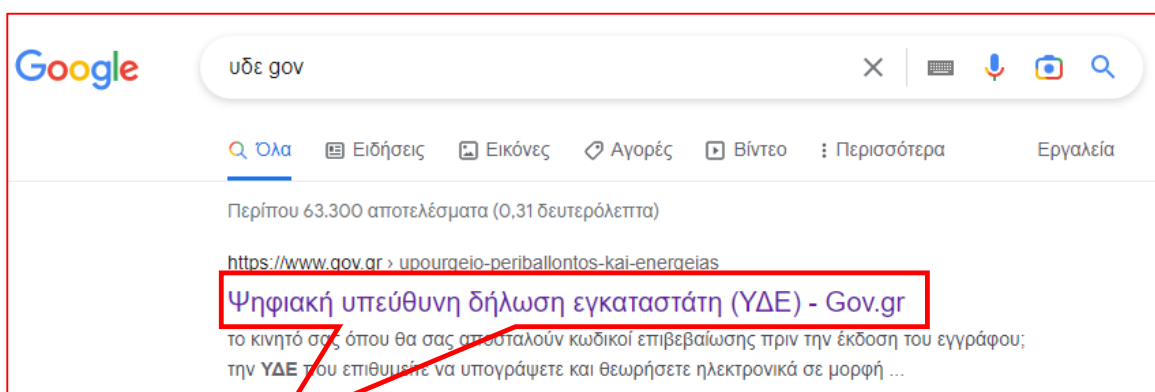 Google
υδε gov
Όλα Ειδήσεις Εικόνες Αγορές Βίντεο Περισσότερα Εργαλεία
Περίπου 63.300 αποτελέσματα (0,31 δευτερόλεπτα)
https://www.gov.gr › upourgeio-periballontos-kai-energeias
Ψηφιακή υπεύθυνη δήλωση εγκαταστάτη (ΥΔΕ) - Gov.gr
το κινητό σας όπου θα σας αποσταλούν κωδικοί επιβεβαίωσης πριν την έκδοση του εγγράφου;
την ΥΔΕ που επιθυμείτε να υπογράψετε και θεωρήσετε ηλεκτρονικά σε μορφή ...